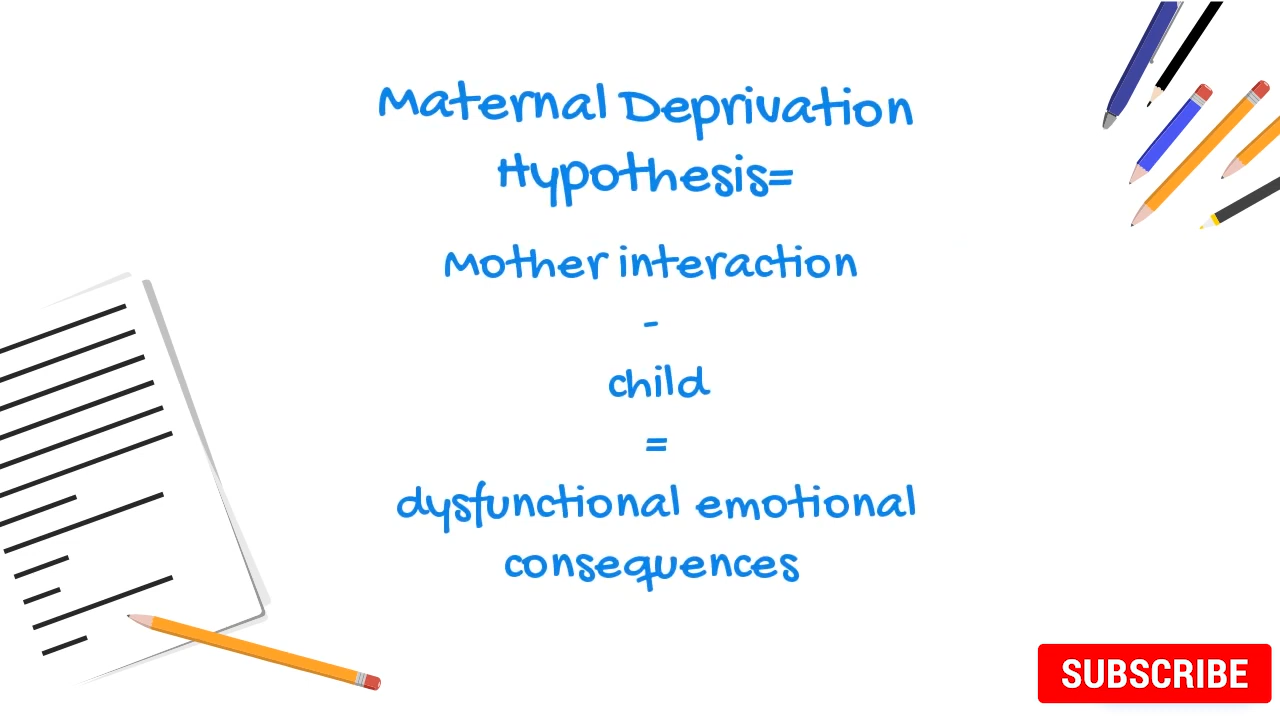 Maternal Deprivation
Hypothesis=
Mother interaction
-
child
=
dysfunctional emotional
consequences
SUBSCRIBE